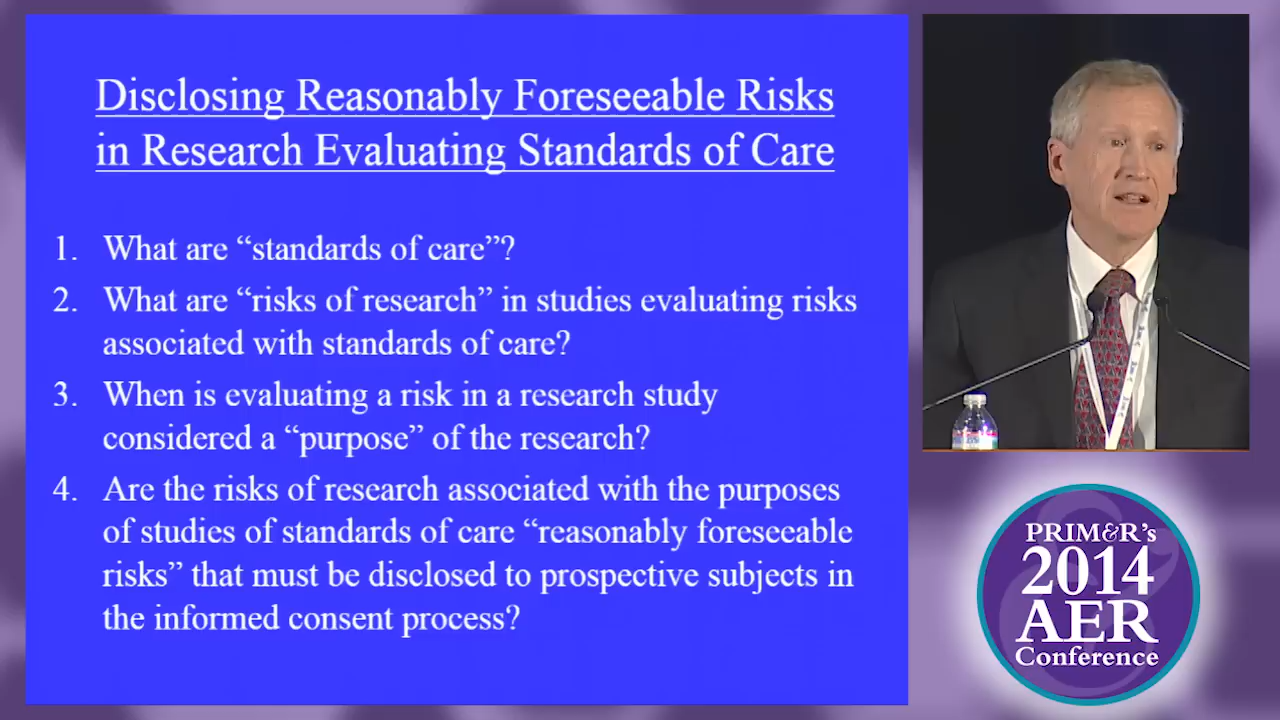 Disclosing Reasonably Foreseeable Risks
in Research Evaluating Standards of Care
1. What are “standards of care”?
2. What are “risks of research” in studies evaluating risks
associated with standards of care?
3. When is evaluating a risk in a research study
considered a “purpose” of the research?
4. Are the risks of research associated with the purposes
of studies of standards of care “reasonably foreseeable
risks” that must be disclosed to prospective subjects in
the informed consent process?
PRIM&R’s
2014
AER
Conference